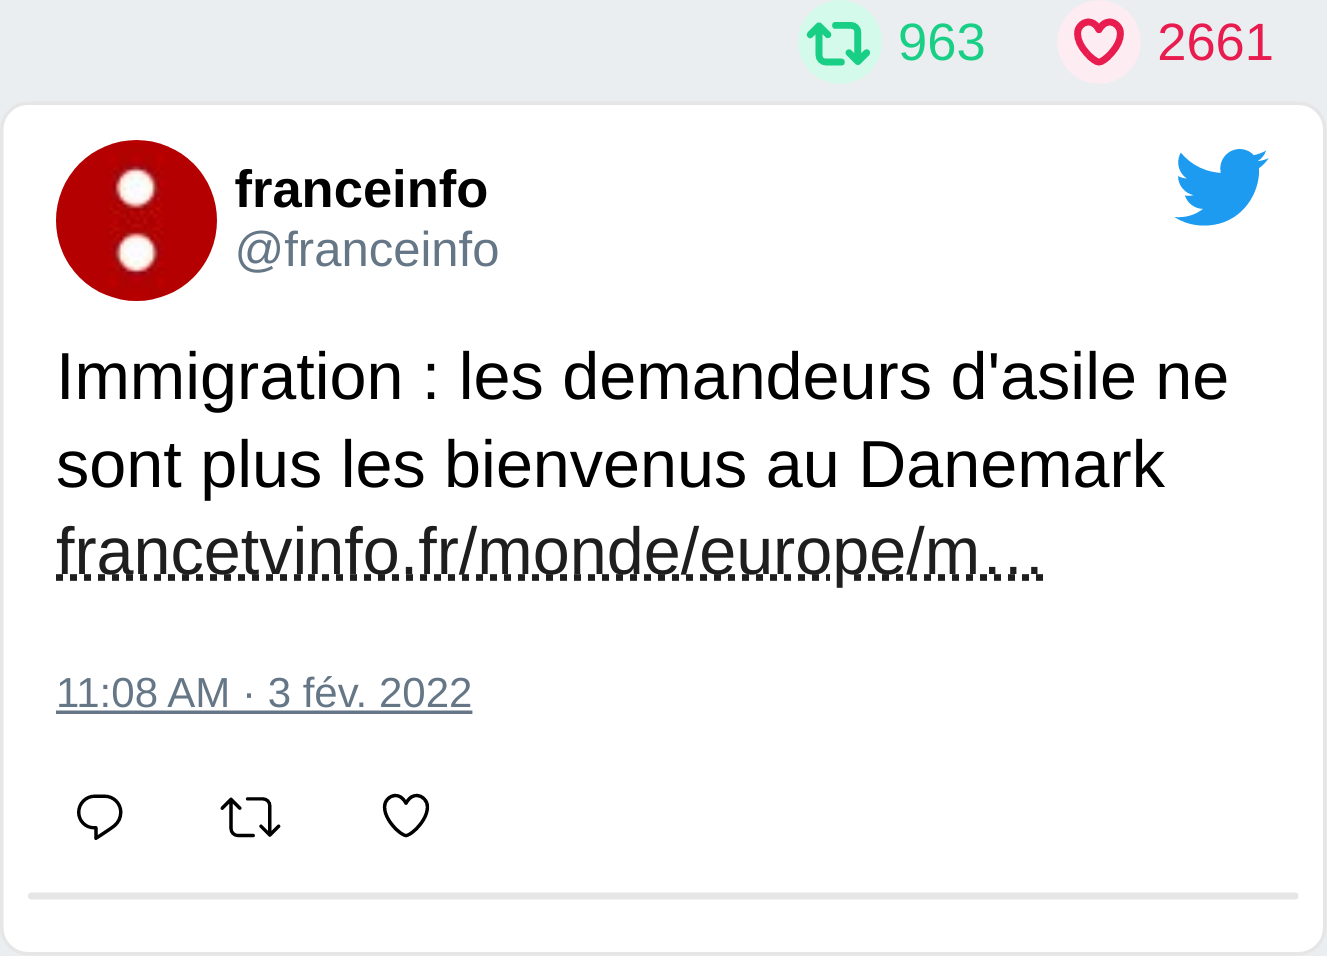 963 2661
franceinfo
@franceinfo
Immigration : les demandeurs d'asile ne
sont plus les bienvenus au Danemark
francetvinfo.fr/monde/europe/m...
11:08 AM · 3 fév. 2022